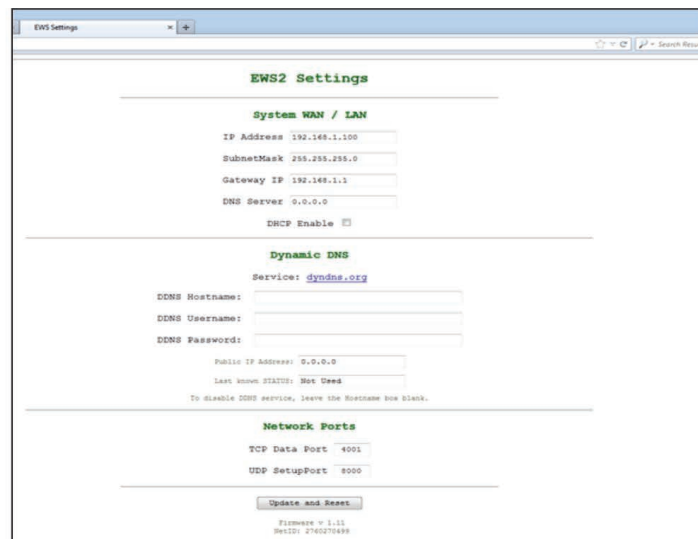 EWS Settings
Search Resu
EWS2 Settings
System WAN / LAN
IP Address 192.168.1.100
SubnetMask 255.255.255.0
Gateway IP 192.168.1.1
DNS Server 0.0.0.0
DHCP Enable
Dynamic DNS
Service: dyndns.org
DDNS Hostname:
DDNS Username:
DDNS Password:
Public IP Address: 0.0.0.0
Last known STATUS: Not Used
To disable DDNS service, leave the Hostname box blank.
Network Ports
TCP Data Port 4001
UDP SetupPort 8000
Update and Reset
Firmware v 1.11
NetID: 2760270699